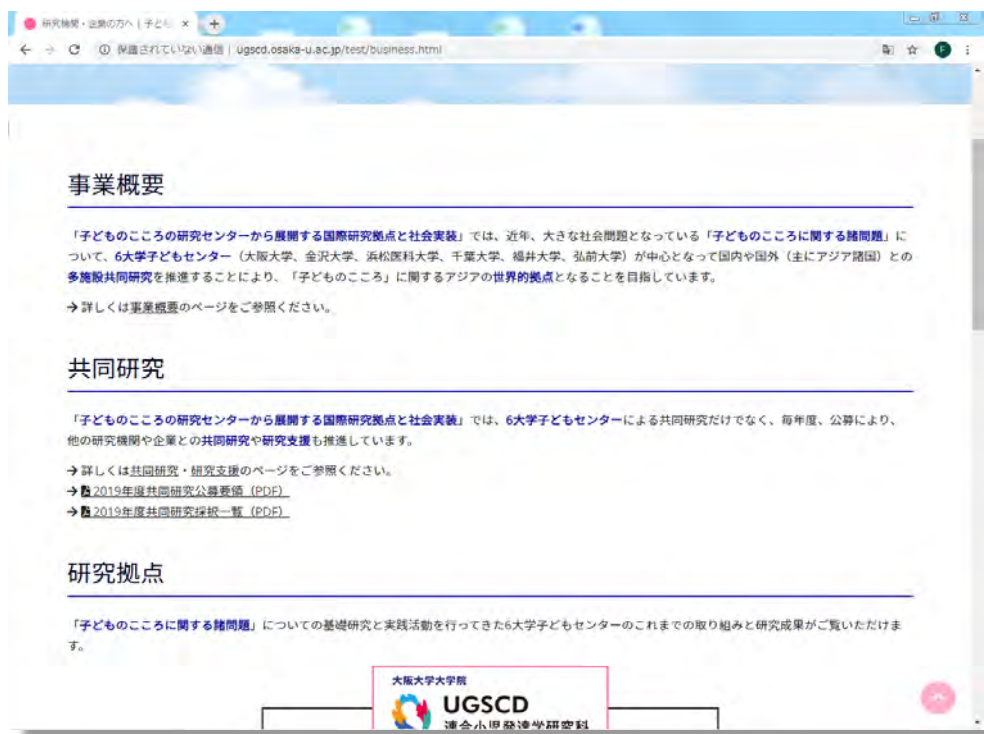 研究機関・企業の方へ | 子ども
保護されていない通信 | ugscd.osaka-u.ac.jp/test/business.html
F
事業概要
「子どものこころの研究センターから展開する国際研究拠点と社会実装」では、近年、大きな社会問題となっている「子どものこころに関する諸問題」に
ついて、6大学子どもセンター（大阪大学、金沢大学、浜松医科大学、千葉大学、福井大学、弘前大学）が中心となって国内や国外（主にアジア諸国）との
多施設共同研究を推進することにより、「子どものこころ」に関するアジアの世界的拠点となることを目指しています。
→詳しくは事業概要のページをご参照ください。
共同研究
「子どものこころの研究センターから展開する国際研究拠点と社会実装」では、6大学子どもセンターによる共同研究だけでなく、毎年度、公募により、
他の研究機関や企業との共同研究や研究支援も推進しています。
→詳しくは共同研究・研究支援のページをご参照ください。
→2019年度共同研究公募要領（PDF）
→2019年度共同研究採択一覧（PDF）
研究拠点
「子どものこころに関する諸問題」についての基礎研究と実践活動を行ってきた6大学子どもセンターのこれまでの取り組みと研究成果がご覧いただけま
す。
大阪大学大学院
UGSCD
連合小児発達学研究科